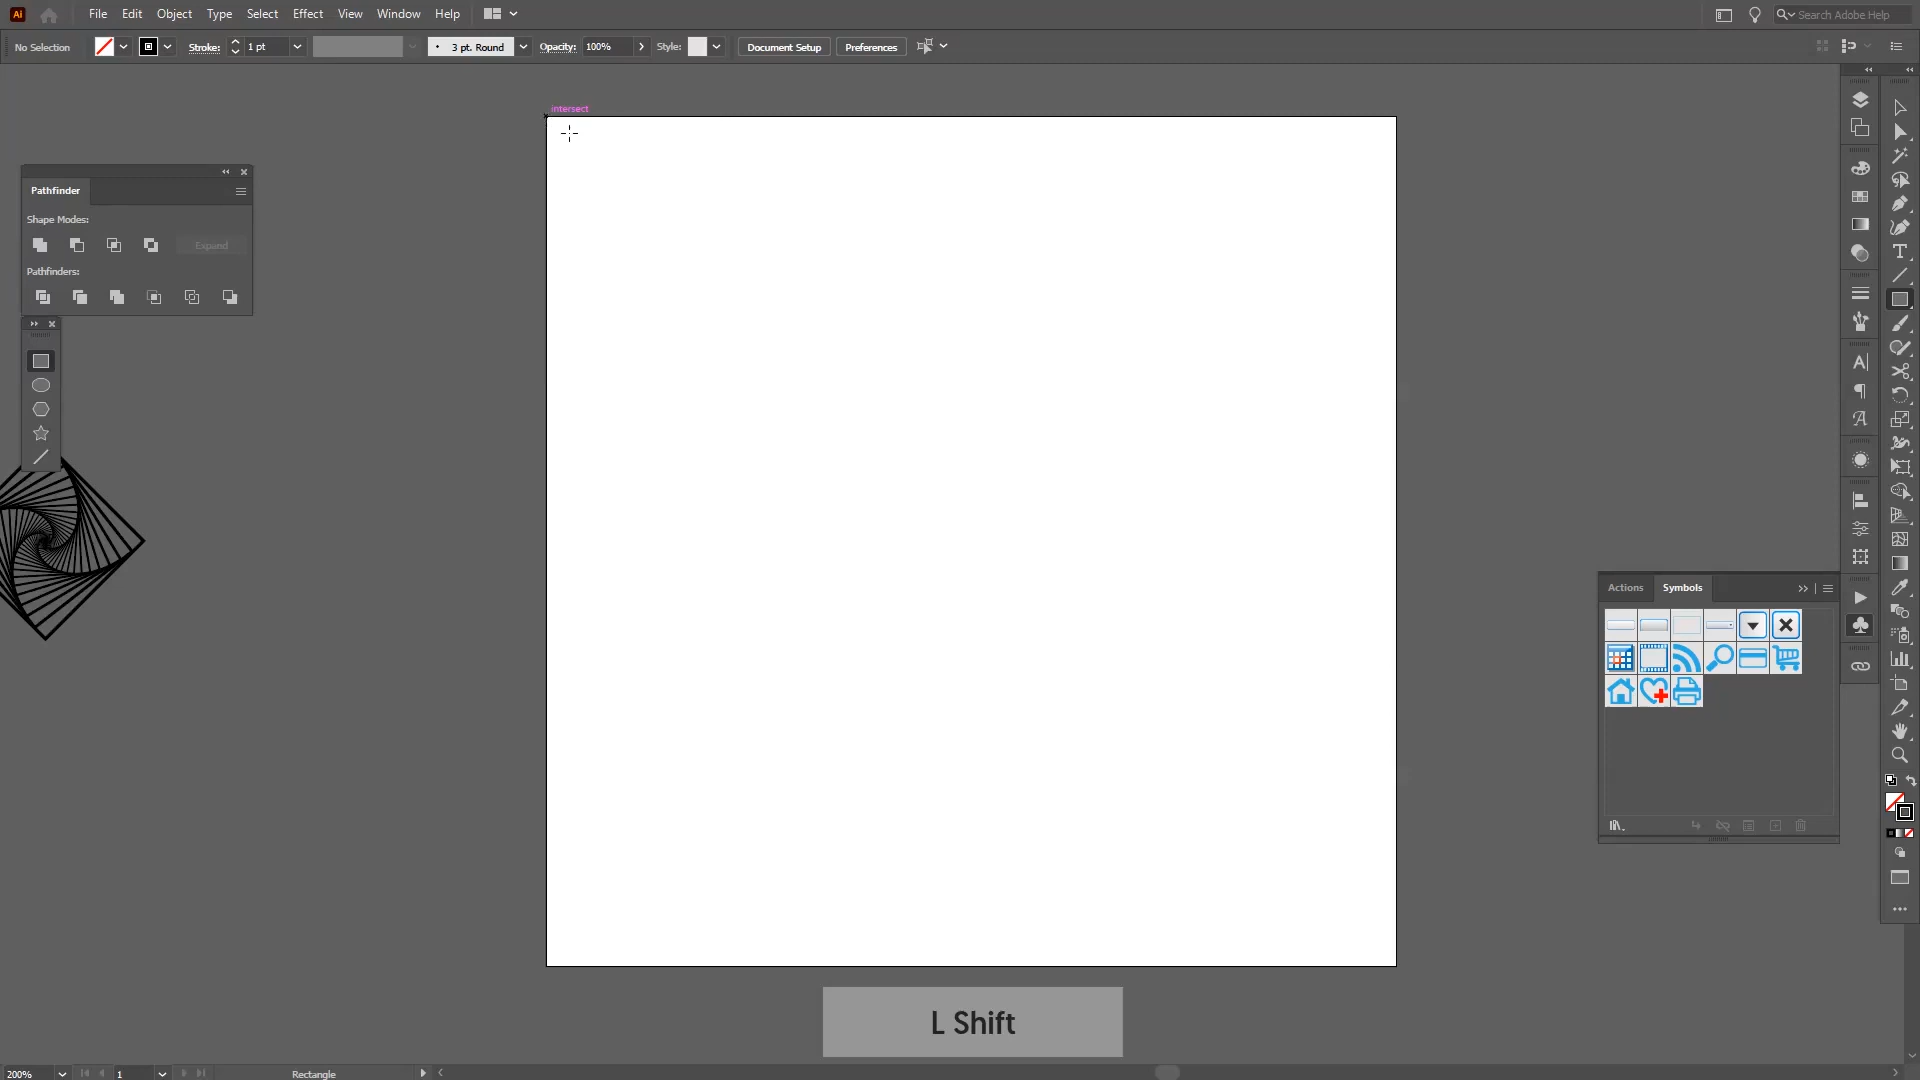 Ai File Edit Object Type Select Effect View Window Help Search Adobe Help
No Selection Stroke: 1 pt 3 pt. Round Opacity: 100% Style: Document Setup Preferences
intersect
Pathfinder
Shape Modes:
Expand
Pathfinders:
Actions Symbols
L Shift
200% 1 Rectangle